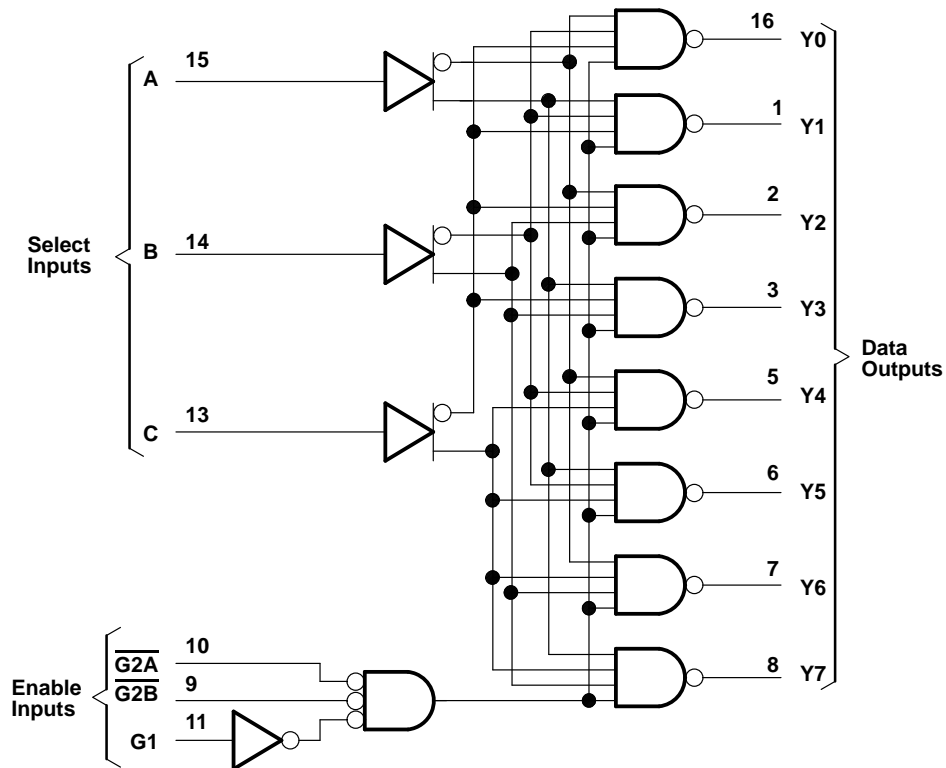 16
Y0
15
A
1
Y1
2
Y2
Select
Inputs
14
B
3
Y3
Data
Outputs
5
Y4
13
C
6
Y5
7
Y6
10
G2A
9
G2B
8
Y7
Enable
Inputs
11
G1